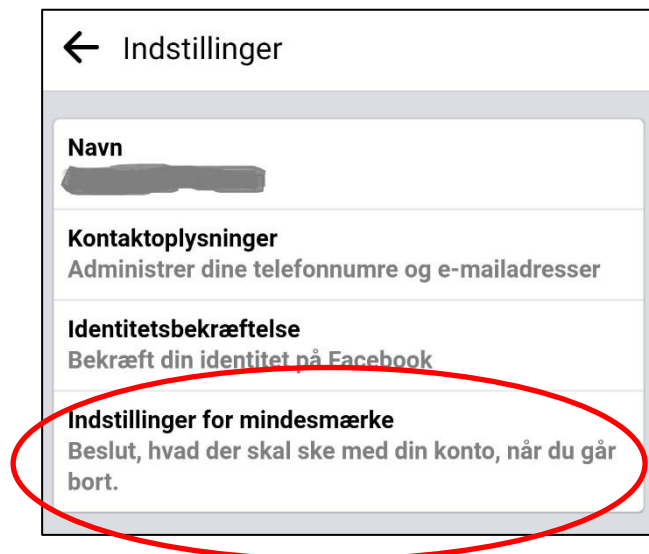 Indstillinger
Navn
Kontaktoplysninger
Administrer dine telefonnumre og e-mailadresser
Identitetsbekræftelse
Bekræft din identitet på Facebook
Indstillinger for mindesmærke
Beslut, hvad der skal ske med din konto, når du går
bort.